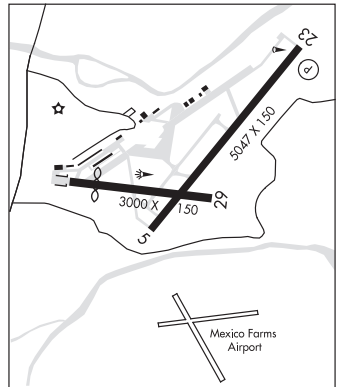 23
P
5047 X 150
3000 X 150
29
5
Mexico Farms
Airport